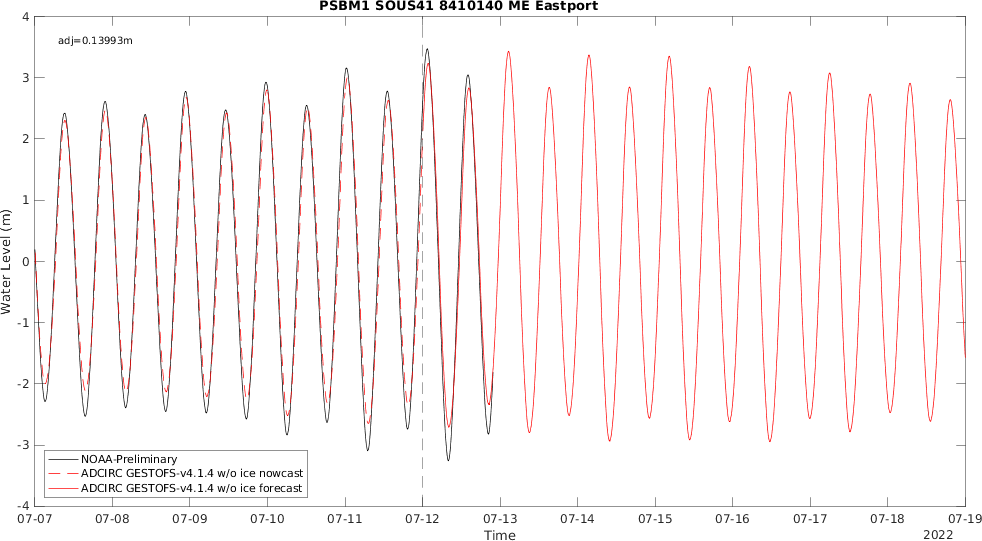 PSBM1 SOUS41 8410140 ME Eastport
adj=0.13993m
Water Level (m)
4
3
2
1
0
-1
-2
-3
-4
NOAA-Preliminary
ADCIRC GESTOFS-v4.1.4 w/o ice nowcast
ADCIRC GESTOFS-v4.1.4 w/o ice forecast
07-07 07-08 07-09 07-10 07-11 07-12 07-13 07-14 07-15 07-16 07-17 07-18 07-19
Time
2022